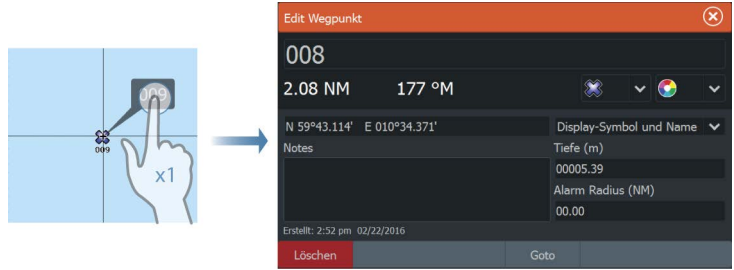 009
009
x1
Edit Wegpunkt
008
2.08 NM 177 °M
N 59°43.114' E 010°34.371' Display-Symbol und Name
Notes Tiefe (m)
00005.39
Alarm Radius (NM)
00.00
Erstellt: 2:52 pm 02/22/2016
Löschen Goto